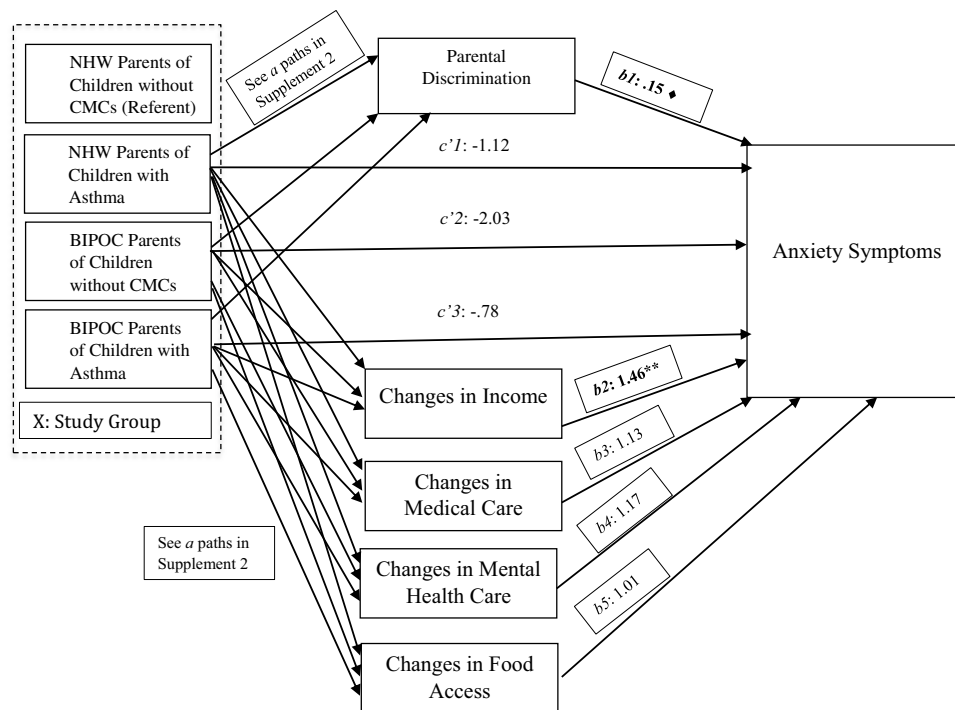 NHW Parents of
Children without
CMCs (Referent)
NHW Parents of
Children with
Asthma
BIPOC Parents
of Children
without CMCs
BIPOC Parents
of Children with
Asthma
X: Study Group
See a paths in
Supplement 2
Parental
Discrimination
b1: .15 ♦
c'1: -1.12
c'2: -2.03
c'3: -.78
Anxiety Symptoms
Changes in Income
b2: 1.46**
Changes in
Medical Care
b3: 1.13
Changes in Mental
Health Care
b4: 1.17
Changes in Food
Access
b5: 1.01
See a paths in
Supplement 2